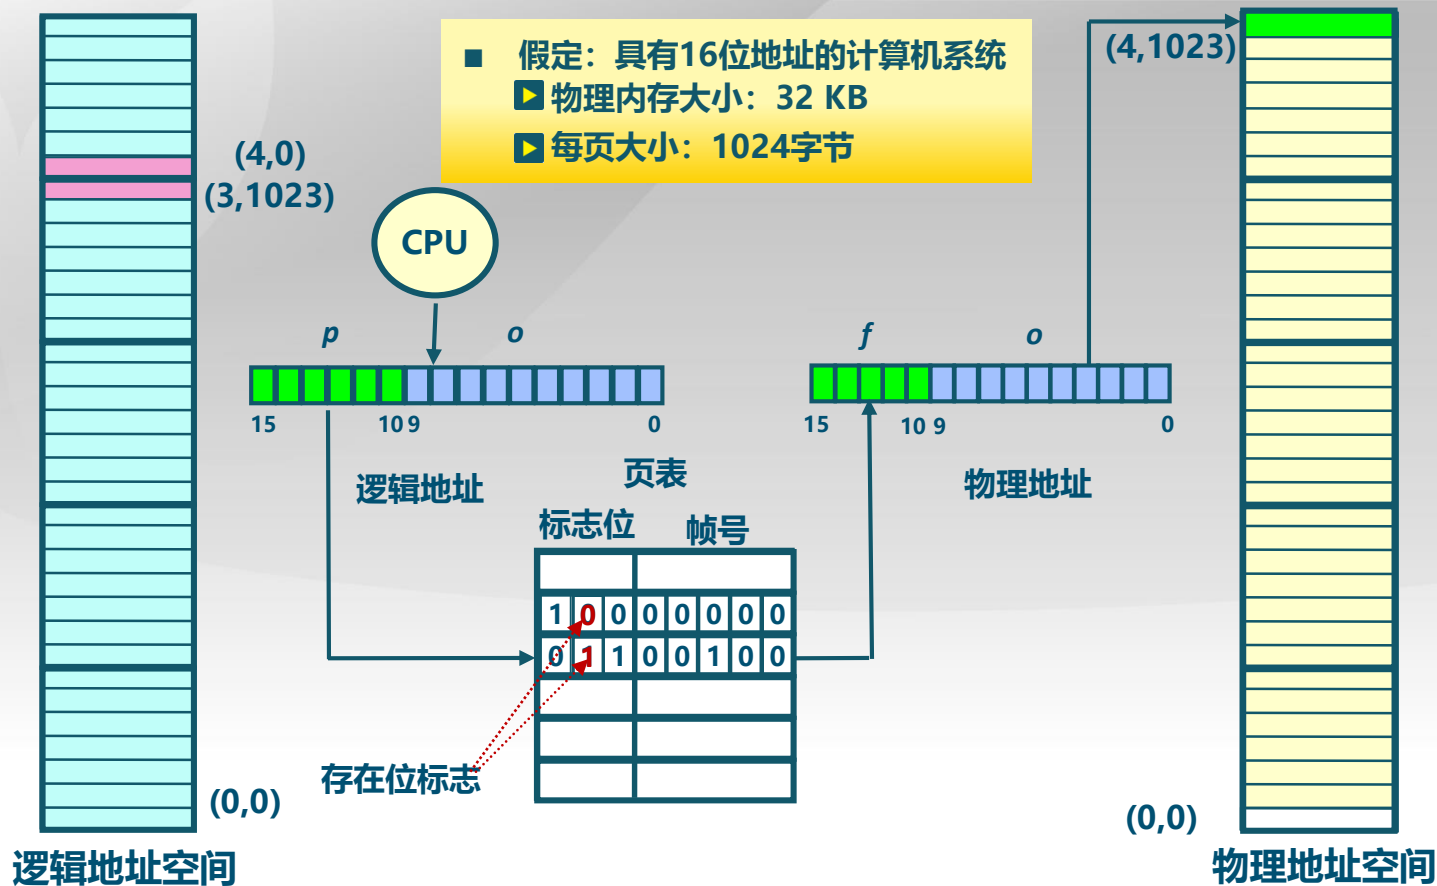 ■ 假定：具有16位地址的计算机系统
物理内存大小：32 KB
每页大小：1024字节
(4,1023)
(4,0)
(3,1023)
CPU
p o
f o
15 10 9 0
15 10 9 0
逻辑地址
页表
物理地址
标志位 帧号
1 0 0 0 0 0 0 0
0 1 1 0 0 1 0 0
存在位标志
(0,0)
(0,0)
逻辑地址空间
物理地址空间